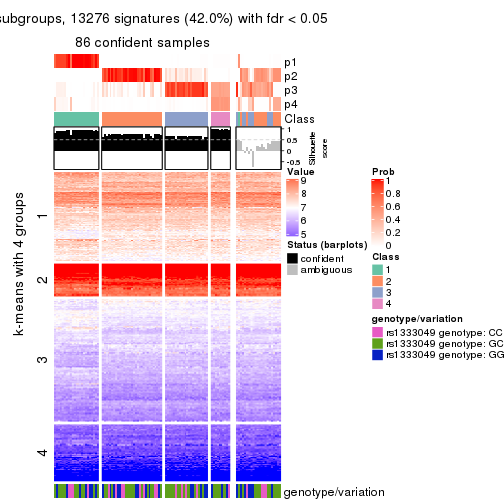 subgroups, 13276 signatures (42.0%) with fdr < 0.05
86 confident samples
p1
p2
p3
p4
Class
1
0.5
0
-0.5
Silhouette
score
k-means with 4 groups
1
2
3
4
Value
9
8
7
6
5
Status (barplots)
confident
ambiguous
Prob
1
0.8
0.6
0.4
0.2
0
Class
1
2
3
4
genotype/variation
rs1333049 genotype: CC
rs1333049 genotype: GC
rs1333049 genotype: GG
genotype/variation